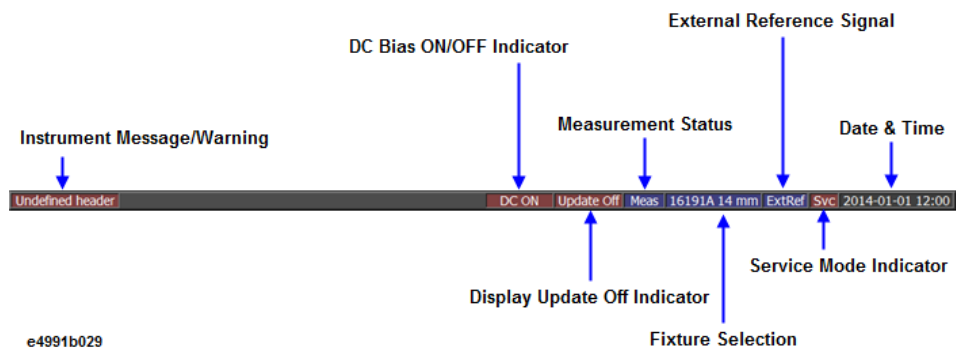 External Reference Signal
DC Bias ON/OFF Indicator
Instrument Message/Warning
Measurement Status
Date & Time
Undefined header DC ON Update Off Meas 16191A 14 mm ExtRef Svc 2014-01-01 12:00
Service Mode Indicator
Display Update Off Indicator
Fixture Selection
e4991b029